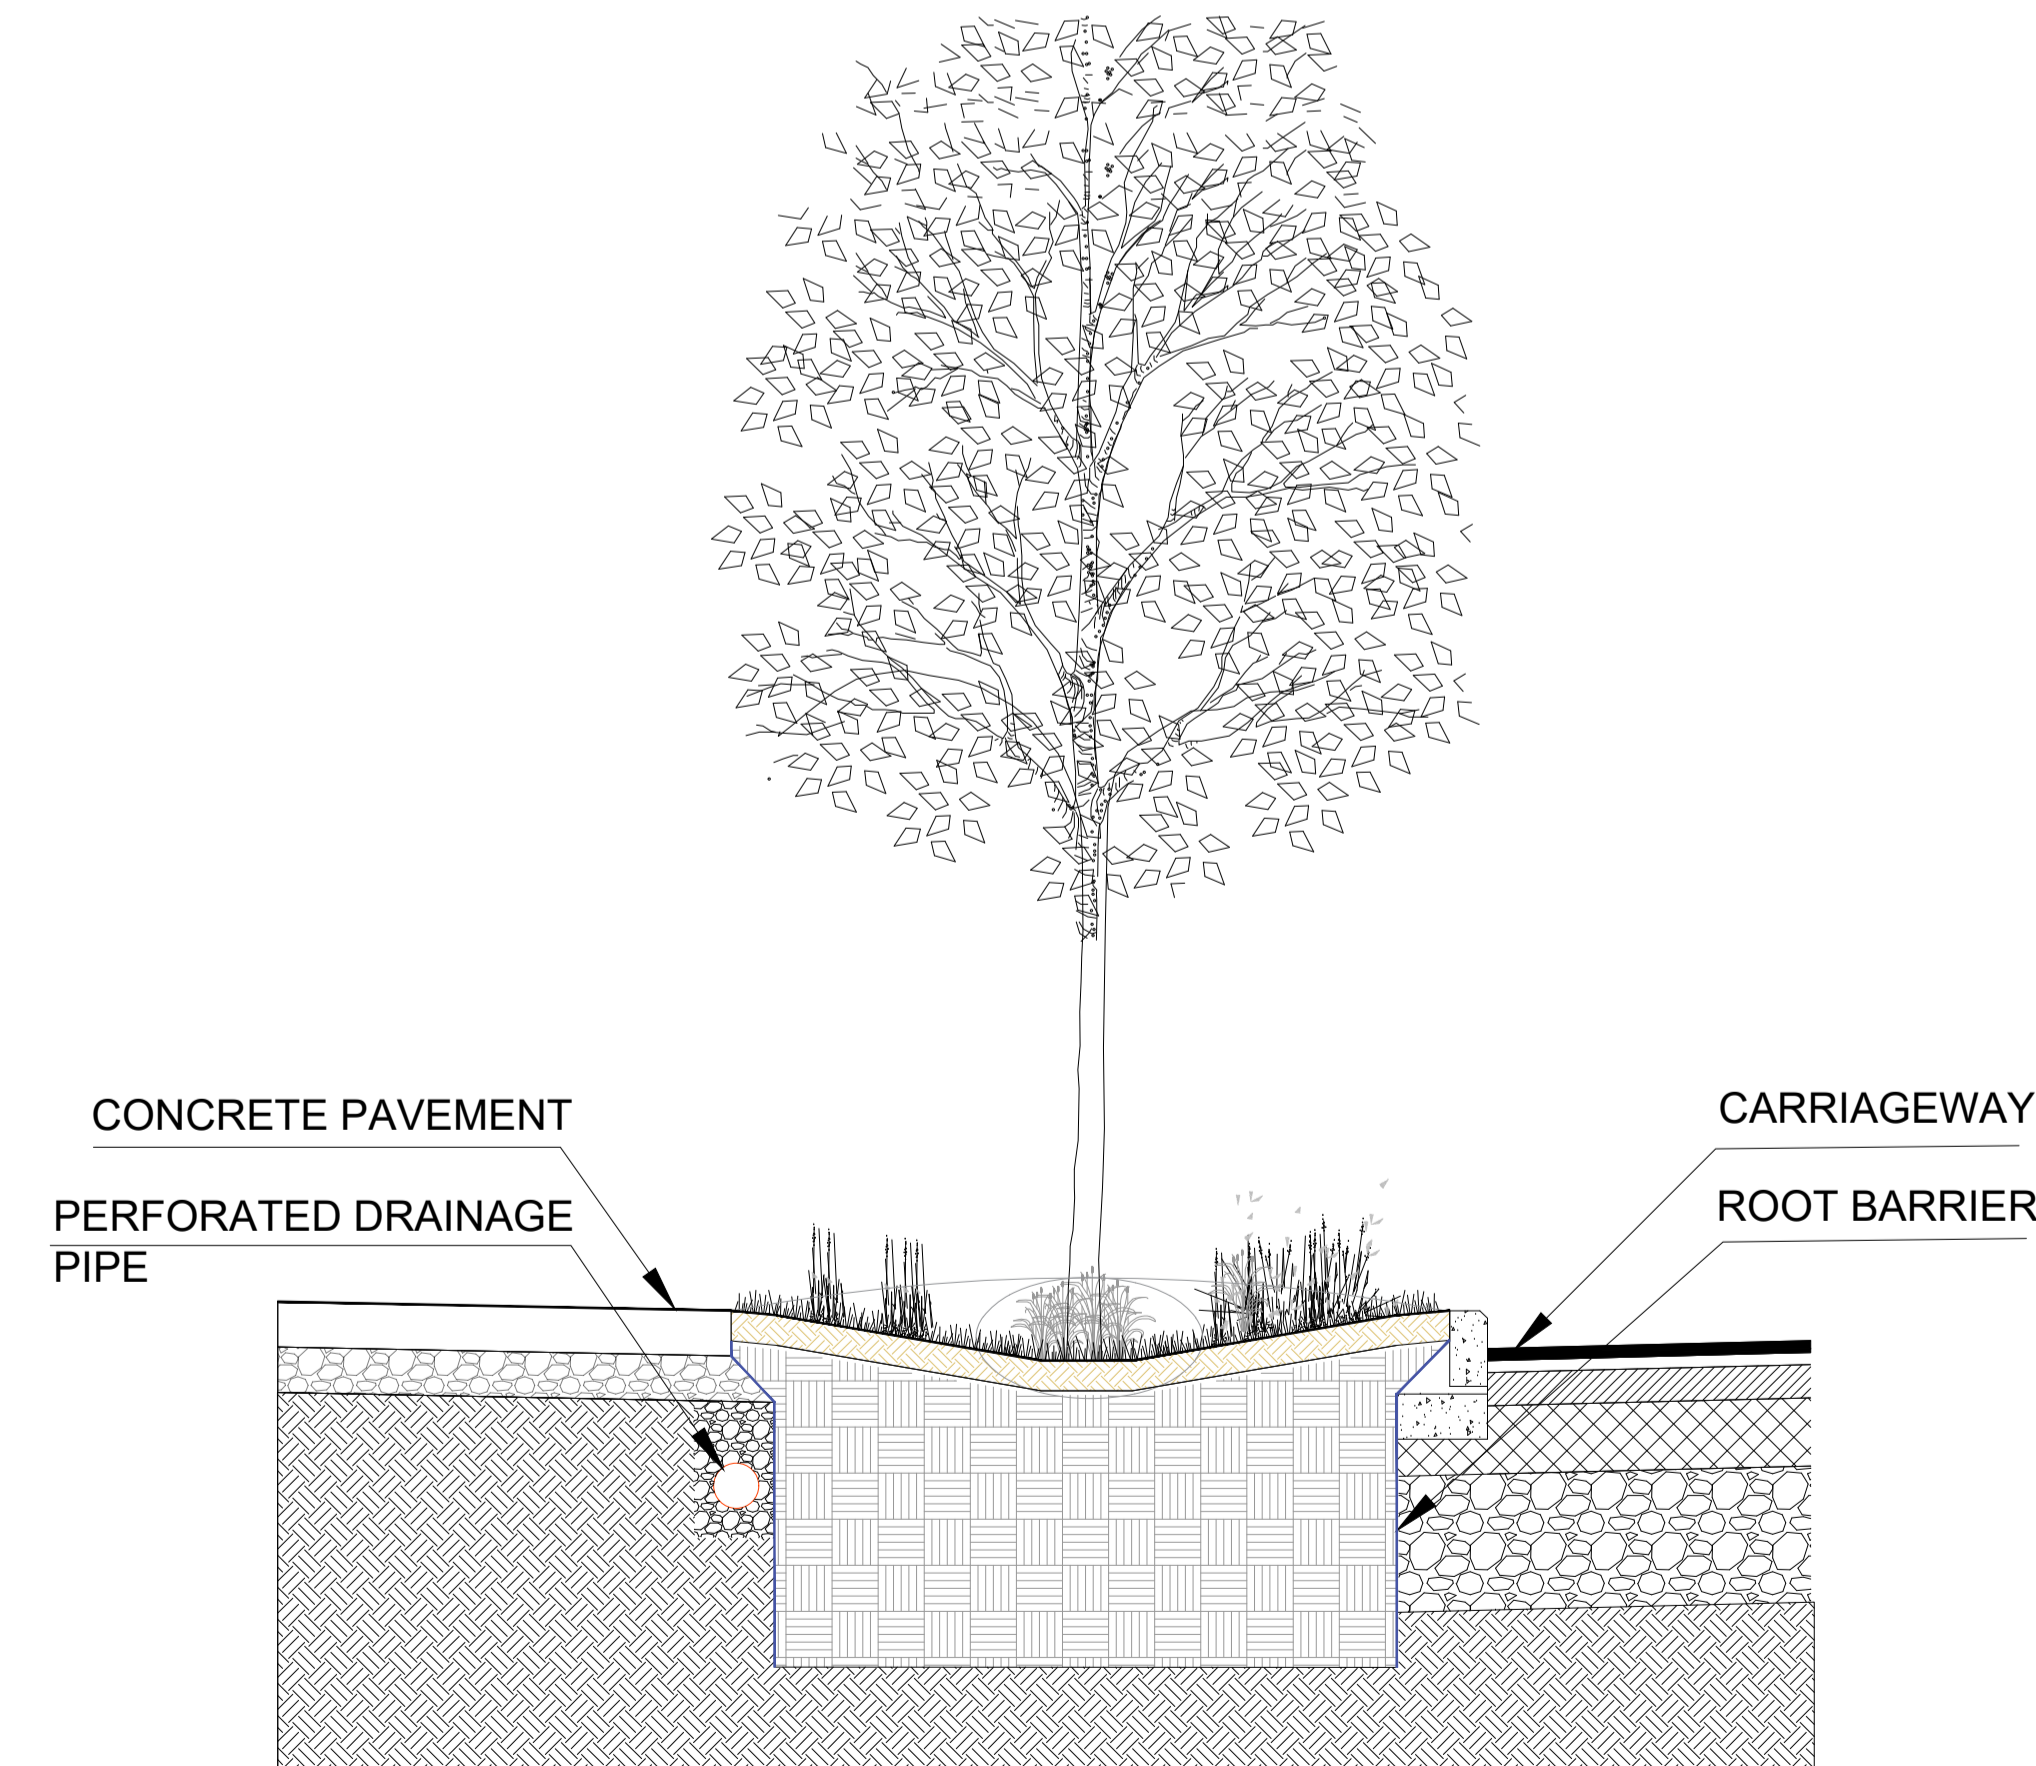 CONCRETE PAVEMENT
PERFORATED DRAINAGE
PIPE
CARRIAGEWAY
ROOT BARRIER